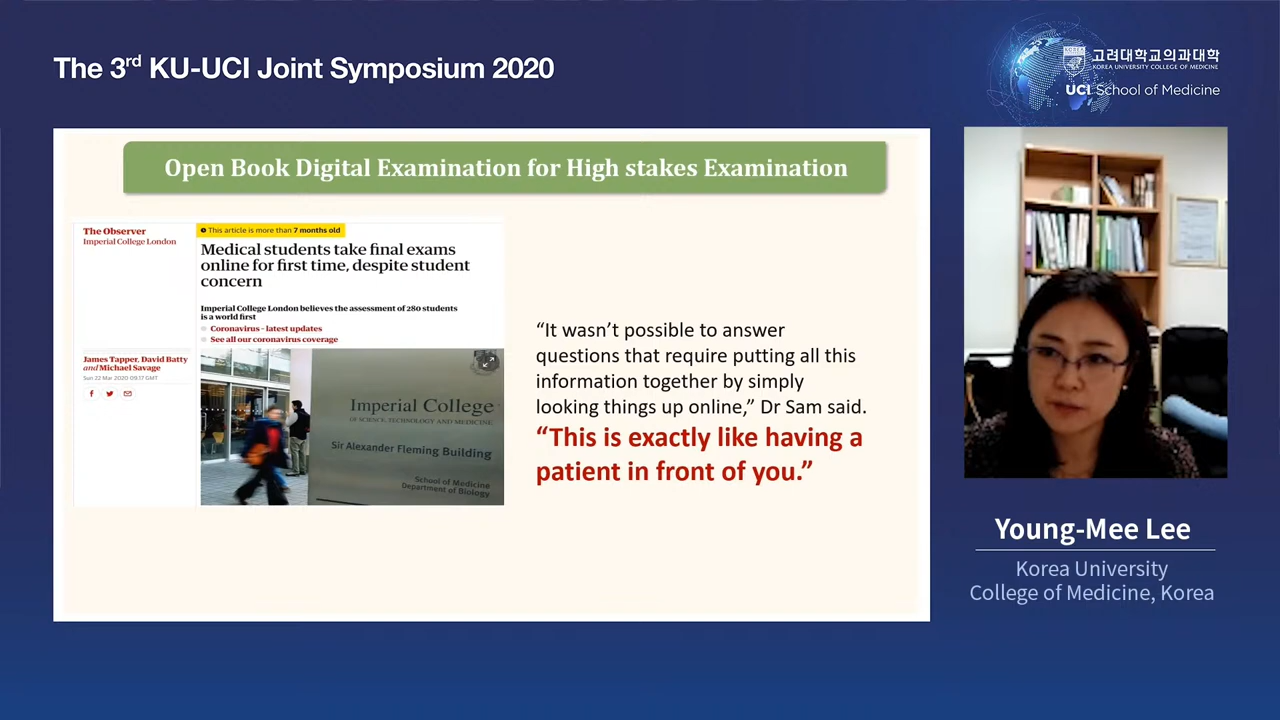 The 3rd KU-UCI Joint Symposium 2020
KOREA
고려대학교의과대학
KOREA UNIVERSITY COLLEGE OF MEDICINE
UCI School of Medicine
Open Book Digital Examination for High stakes Examination
The Observer
Imperial College London
This article is more than 7 months old
Medical students take final exams
online for first time, despite student
concern
Imperial College London believes the assessment of 280 students
is a world first
Coronavirus – latest updates
See all our coronavirus coverage
James Tapper, David Batty
and Michael Savage
Sun 22 Mar 2020 09.17 GMT
Imperial College
OF SCIENCE, TECHNOLOGY AND MEDICINE
Sir Alexander Fleming Building
School of Medicine
Department of Biology
“It wasn’t possible to answer
questions that require putting all this
information together by simply
looking things up online,” Dr Sam said.
“This is exactly like having a
patient in front of you.”
Young-Mee Lee
Korea University
College of Medicine, Korea